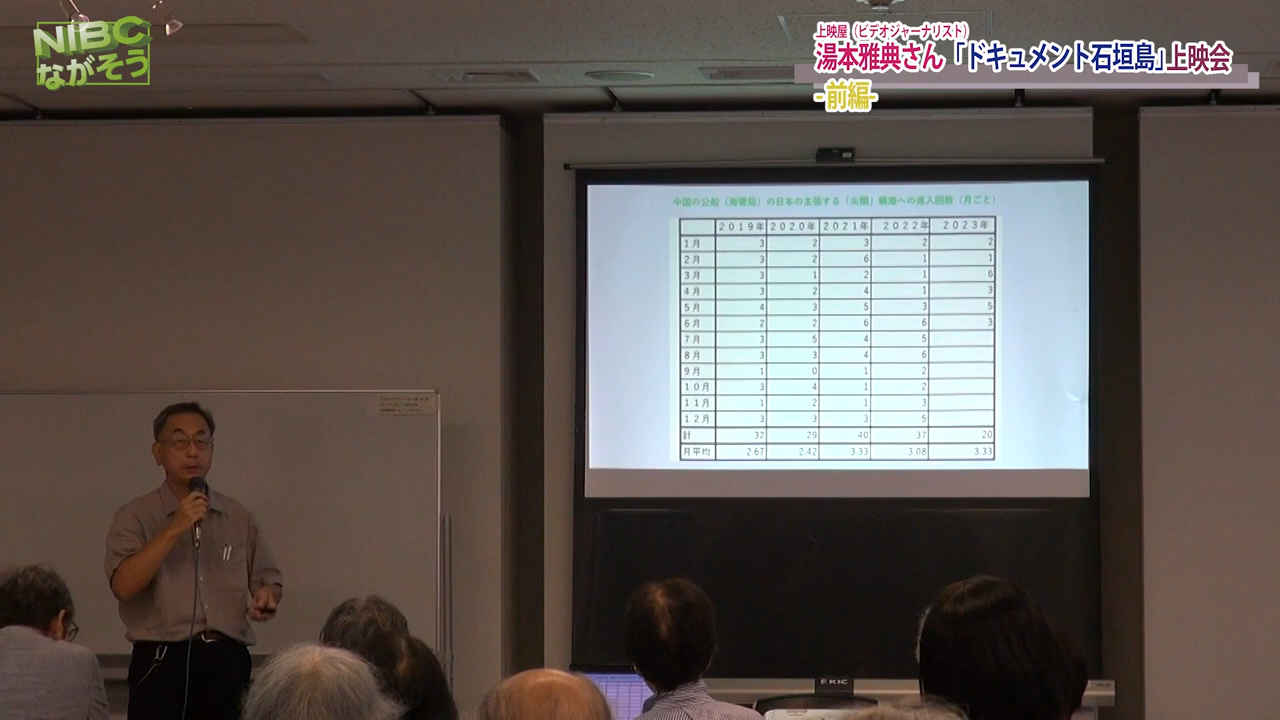 NIBC
ながそう
上映屋（ビデオジャーナリスト）
湯本雅典さん「ドキュメント石垣島」上映会
-前編-
中国の公船（海警局）の日本の主張する「尖閣」領海への進入回数（月ごと）
２０１９年 ２０２０年 ２０２１年 ２０２２年 ２０２３年
１月 3 2 3 2 2
２月 3 2 6 1 1
３月 3 1 2 1 6
４月 3 2 4 1 3
５月 4 3 5 3 5
６月 2 2 6 6 3
７月 3 5 4 5
８月 3 3 4 6
９月 1 0 1 2
１０月 3 4 1 2
１１月 1 2 1 3
１２月 3 3 3 5
計 32 29 40 37 20
月平均 2.67 2.42 3.33 3.08 3.33
KIC